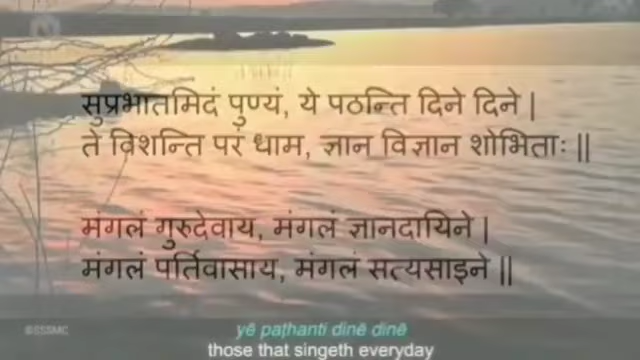 सुप्रभातमिदं पुण्यं, ये पठन्ति दिने दिने |
ते विशन्ति परं धाम, ज्ञान विज्ञान शोभिताः ||
मंगलं गुरुदेवाय, मंगलं ज्ञानदायिने |
मंगलं पर्तिवासाय, मंगलं सत्यसाइने ||
©SSSMC
yē paṭhanti dinē dinē
those that singeth everyday